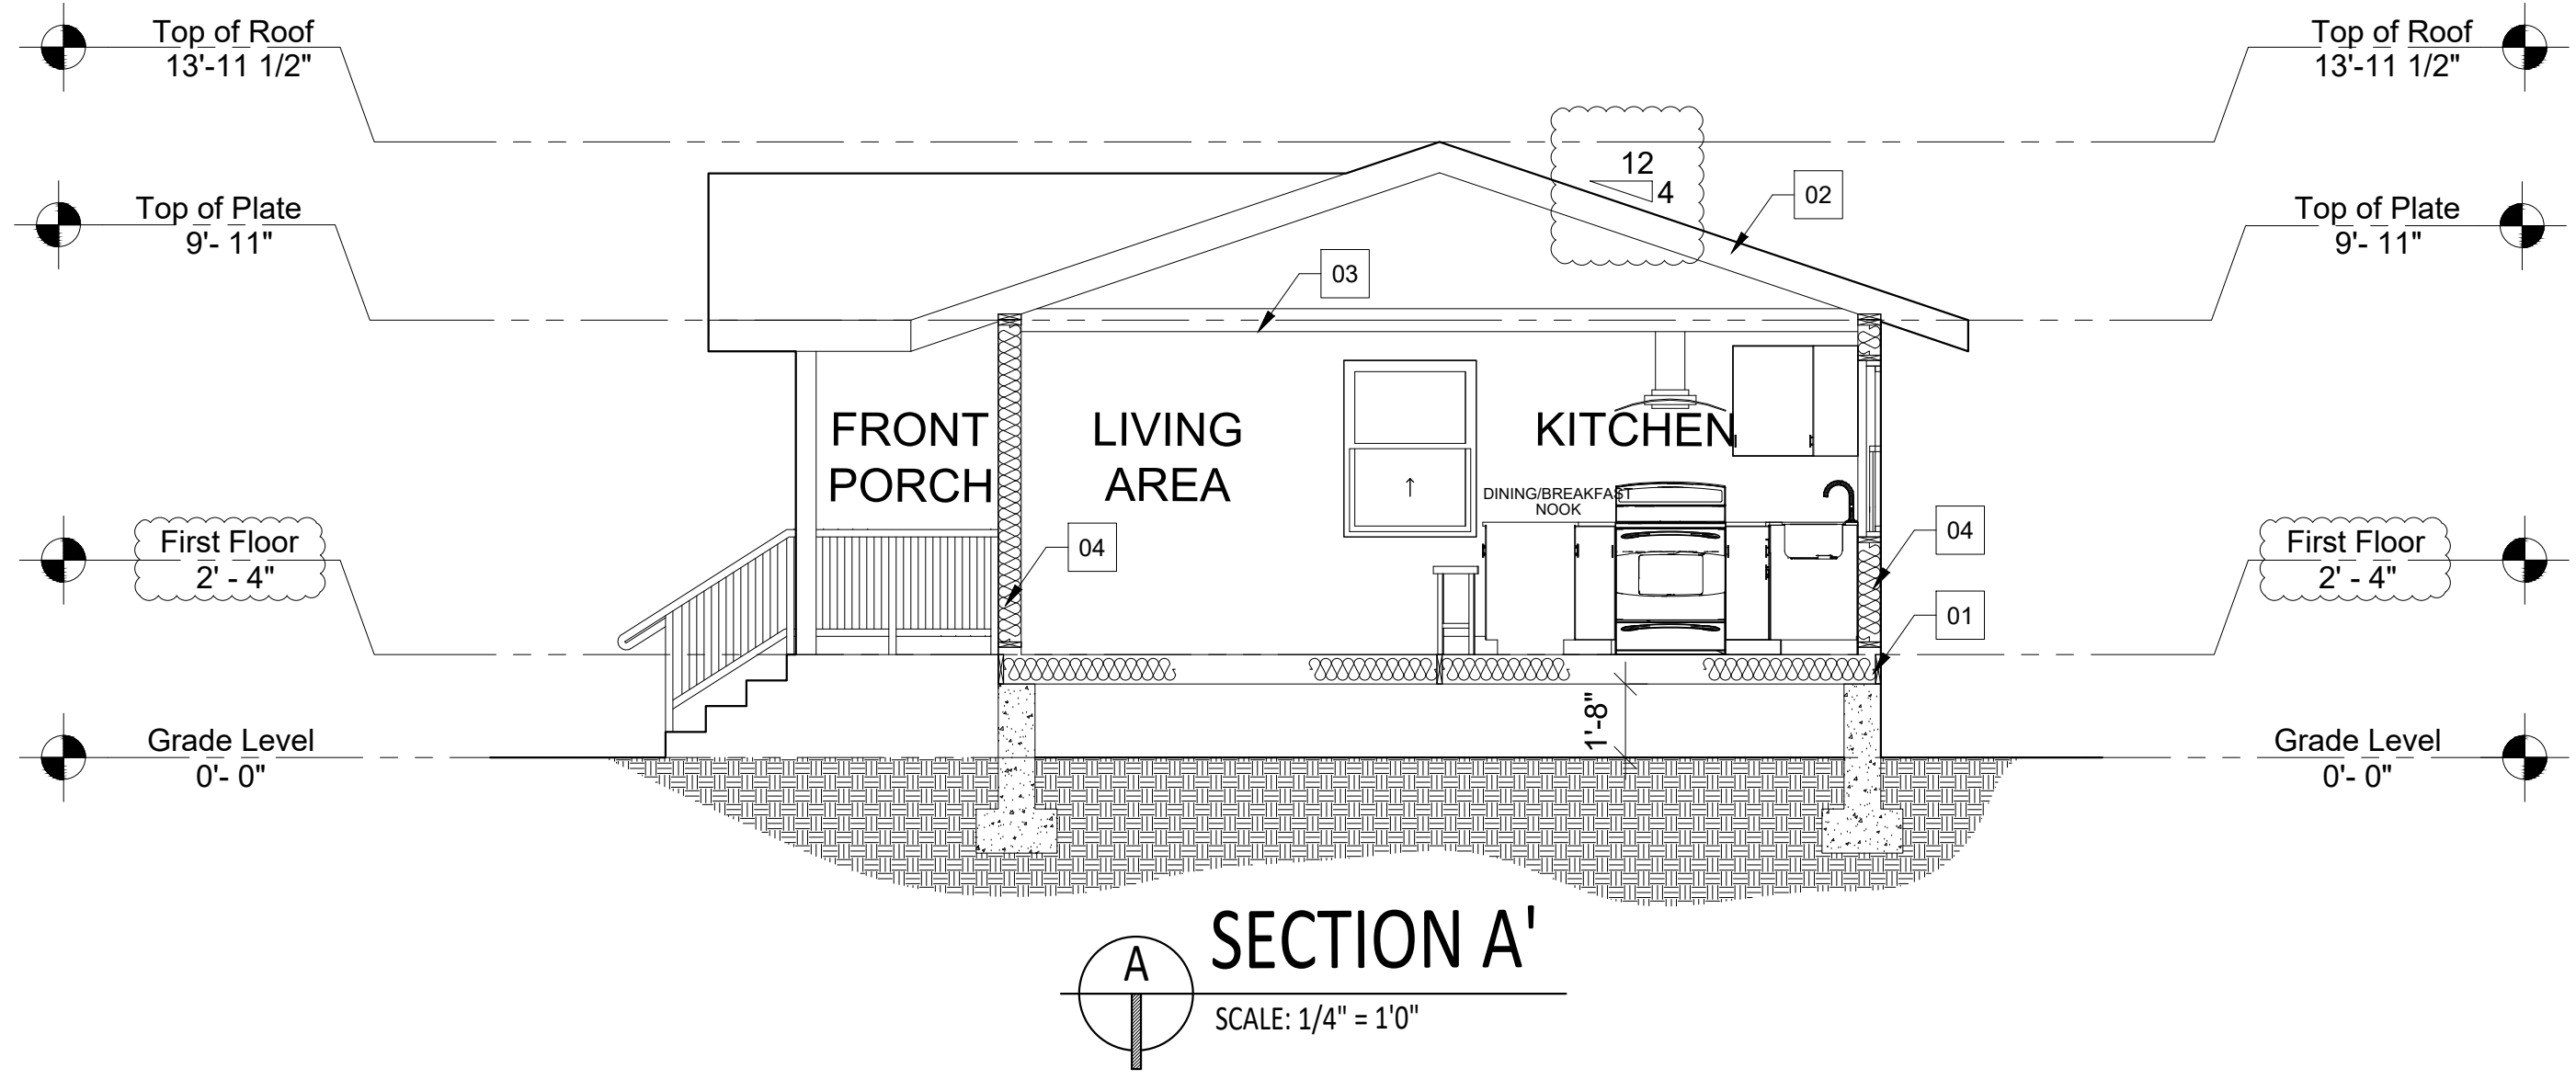 Top of Roof
13'-11 1/2"
Top of Roof
13'-11 1/2"
12
4
02
Top of Plate
9'- 11"
Top of Plate
9'- 11"
03
FRONT
PORCH
LIVING
AREA
KITCHEN
DINING/BREAKFAST
NOOK
04
04
First Floor
2' - 4"
First Floor
2' - 4"
01
1'-8"
Grade Level
0'- 0"
Grade Level
0'- 0"
A
SECTION A'
SCALE: 1/4" = 1'0"